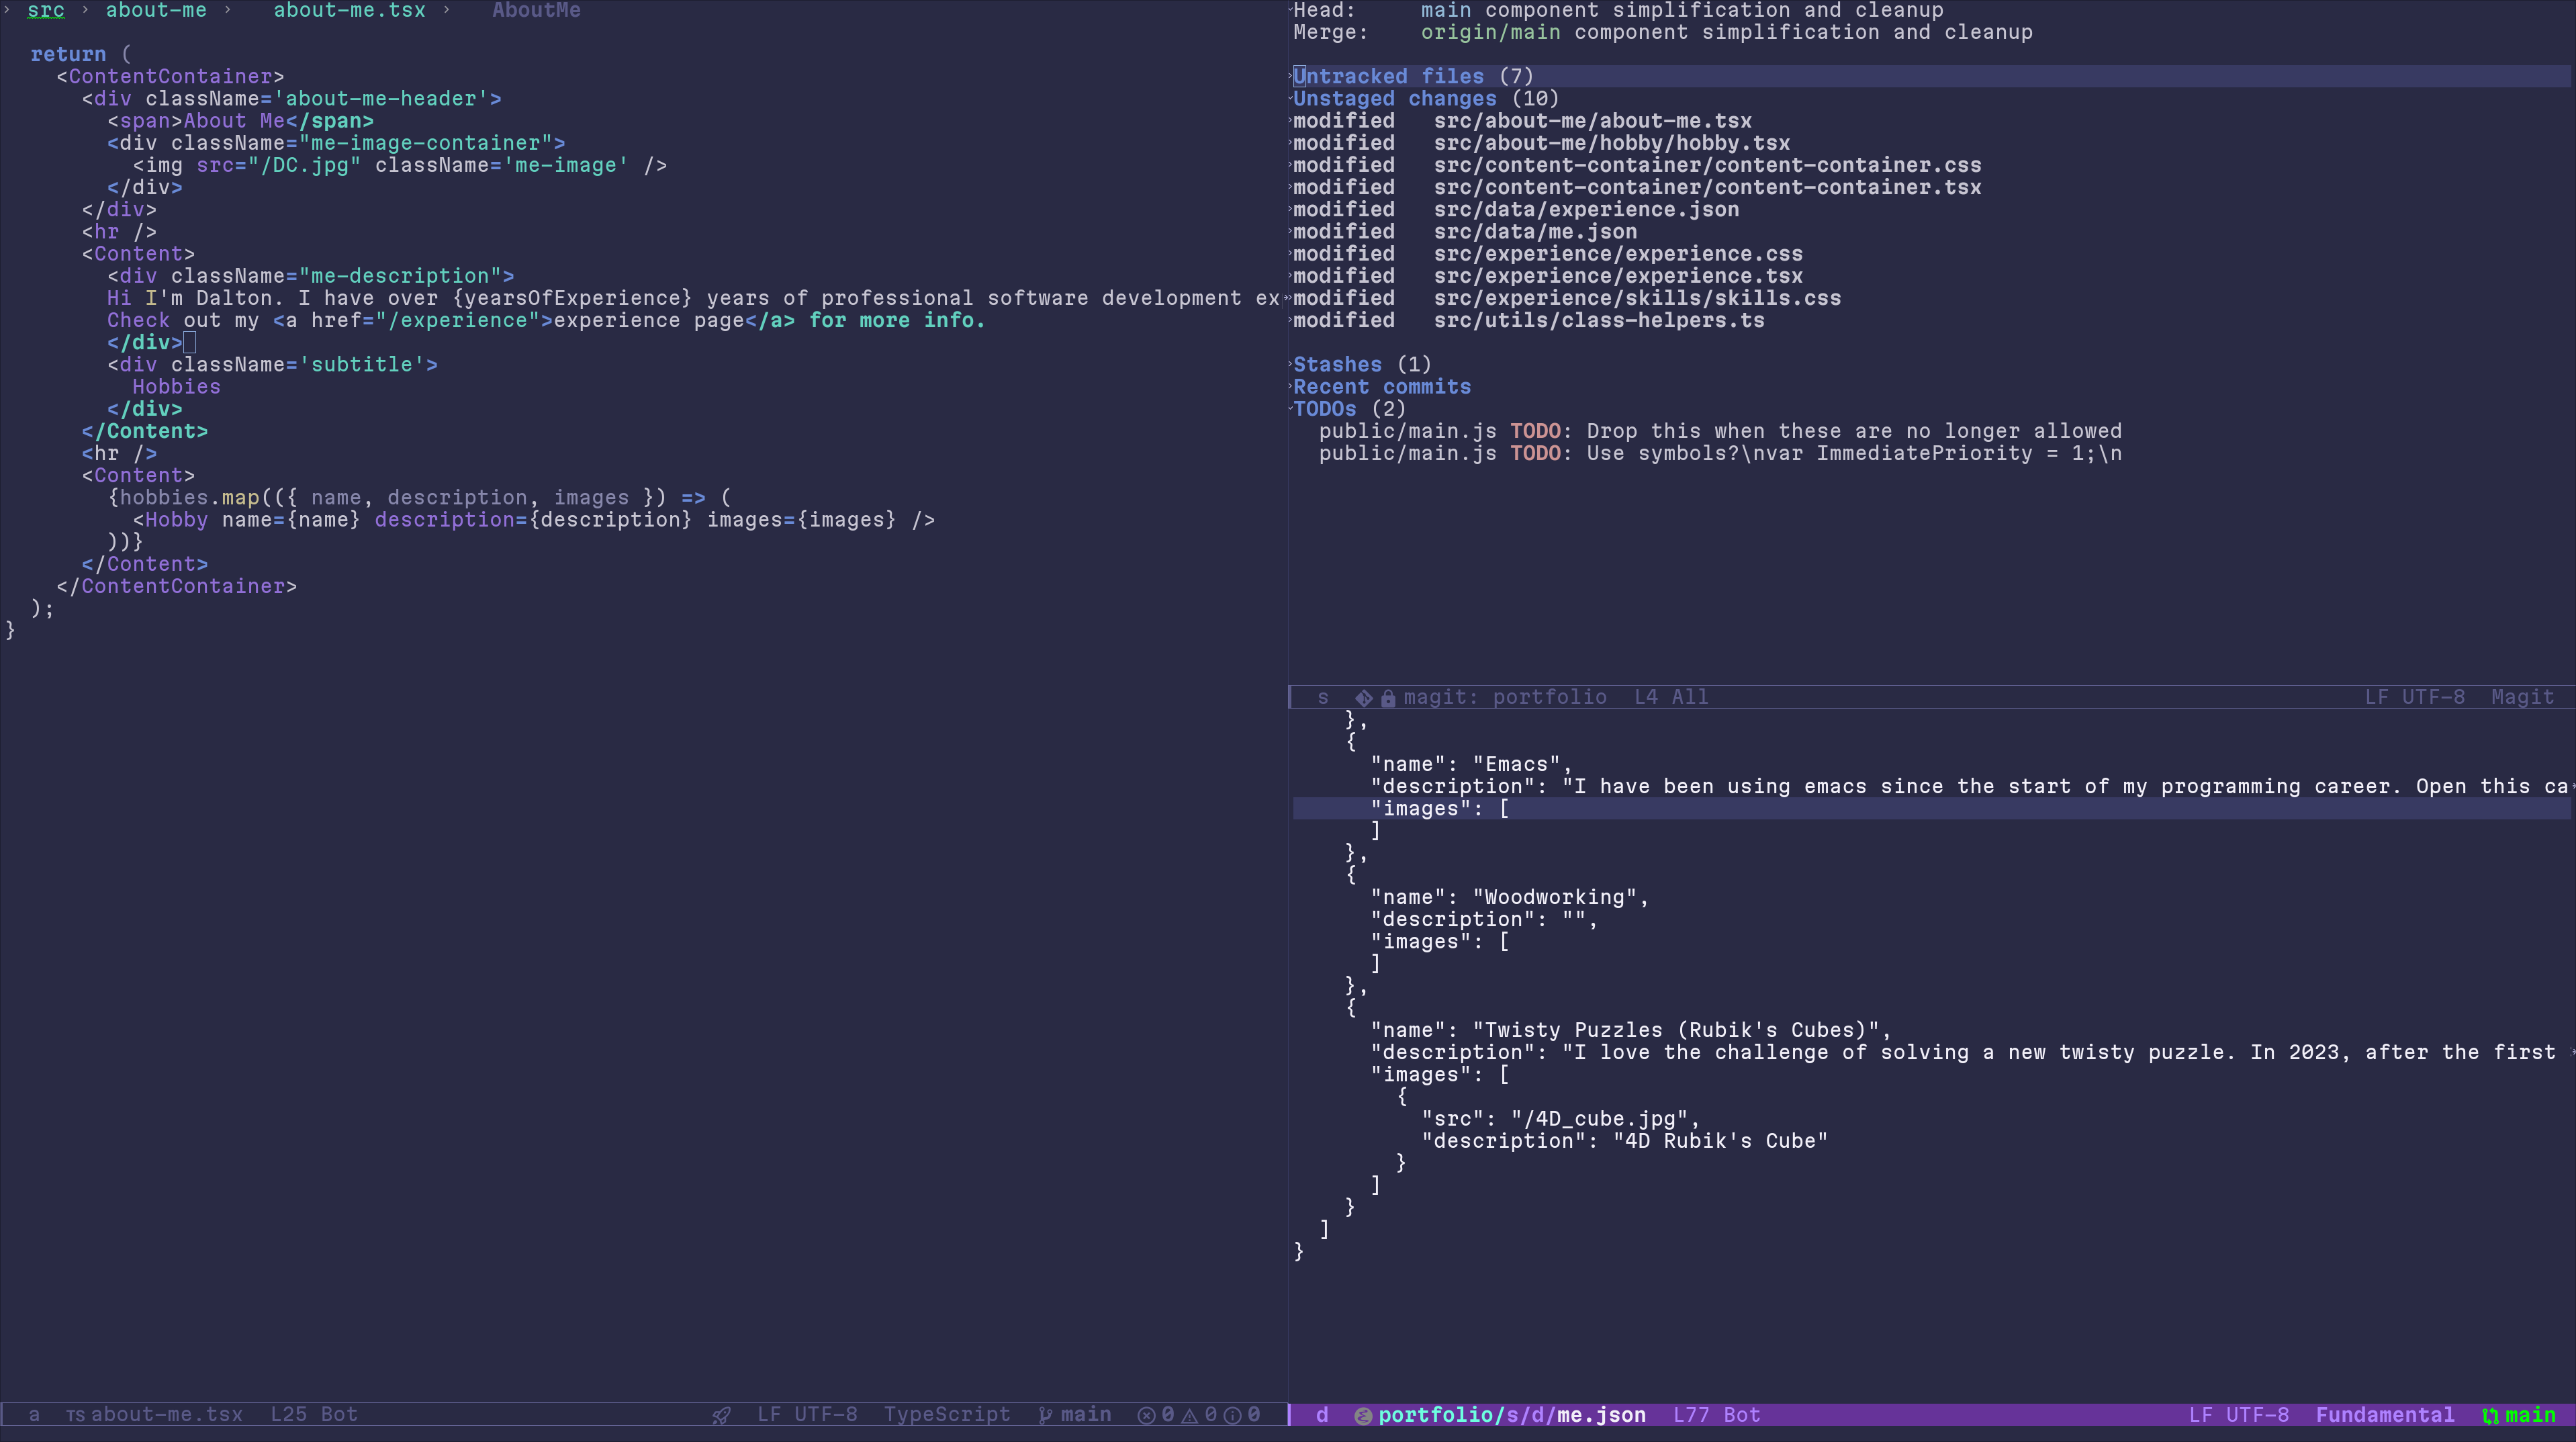 › src › about-me › about-me.tsx › AboutMe
return (
<ContentContainer>
<div className='about-me-header'>
<span>About Me</span>
<div className="me-image-container">
<img src="/DC.jpg" className='me-image' />
</div>
</div>
<hr />
<Content>
<div className="me-description">
Hi I'm Dalton. I have over {yearsOfExperience} years of professional software development ex
Check out my <a href="/experience">experience page</a> for more info.
</div>
<div className='subtitle'>
Hobbies
</div>
</Content>
<hr />
<Content>
{hobbies.map(({ name, description, images }) => (
<Hobby name={name} description={description} images={images} />
))}
</Content>
</ContentContainer>
);
}
a TS about-me.tsx L25 Bot LF UTF-8 TypeScript main 0 0 0
Head: main component simplification and cleanup
Merge: origin/main component simplification and cleanup
Untracked files (7)
Unstaged changes (10)
modified src/about-me/about-me.tsx
modified src/about-me/hobby/hobby.tsx
modified src/content-container/content-container.css
modified src/content-container/content-container.tsx
modified src/data/experience.json
modified src/data/me.json
modified src/experience/experience.css
modified src/experience/experience.tsx
modified src/experience/skills/skills.css
modified src/utils/class-helpers.ts
Stashes (1)
Recent commits
TODOs (2)
public/main.js TODO: Drop this when these are no longer allowed
public/main.js TODO: Use symbols?\nvar ImmediatePriority = 1;\n
s magit: portfolio L4 All LF UTF-8 Magit
},
{
"name": "Emacs",
"description": "I have been using emacs since the start of my programming career. Open this ca
"images": [
]
},
{
"name": "Woodworking",
"description": "",
"images": [
]
},
{
"name": "Twisty Puzzles (Rubik's Cubes)",
"description": "I love the challenge of solving a new twisty puzzle. In 2023, after the first
"images": [
{
"src": "/4D_cube.jpg",
"description": "4D Rubik's Cube"
}
]
}
]
}
d portfolio/s/d/me.json L77 Bot LF UTF-8 Fundamental main